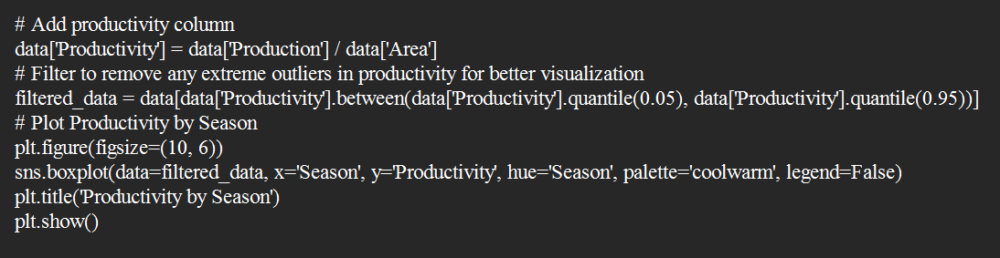 # Add productivity column
data['Productivity'] = data['Production'] / data['Area']
# Filter to remove any extreme outliers in productivity for better visualization
filtered_data = data[data['Productivity'].between(data['Productivity'].quantile(0.05), data['Productivity'].quantile(0.95))]
# Plot Productivity by Season
plt.figure(figsize=(10, 6))
sns.boxplot(data=filtered_data, x='Season', y='Productivity', hue='Season', palette='coolwarm', legend=False)
plt.title('Productivity by Season')
plt.show()